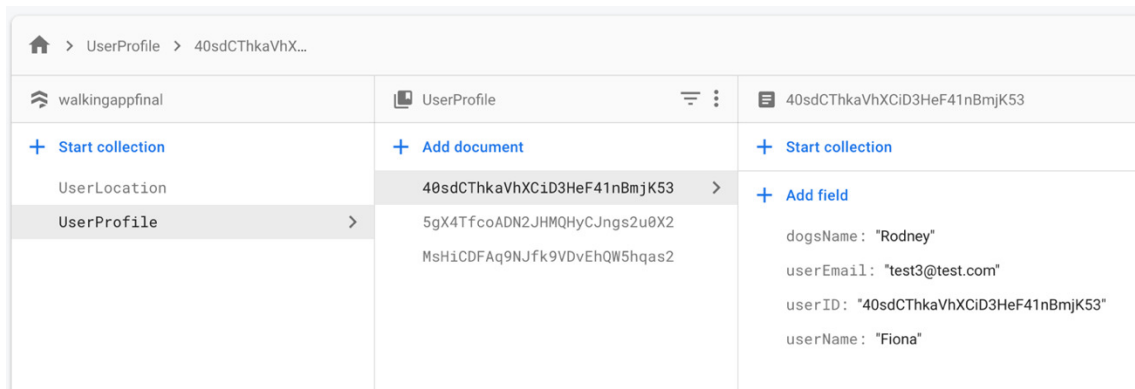 UserProfile > 40sdCThkaVhX...
walkingappfinal
UserProfile
40sdCThkaVhXCiD3HeF41nBmjK53
+ Start collection
+ Add document
+ Start collection
UserLocation
UserProfile
40sdCThkaVhXCiD3HeF41nBmjK53
5gX4TfcoADN2JHMQHyCJngs2u0X2
MsHiCDFAq9NJfk9VDvEhQW5hqas2
+ Add field
dogsName: "Rodney"
userEmail: "test3@test.com"
userID: "40sdCThkaVhXCiD3HeF41nBmjK53"
userName: "Fiona"